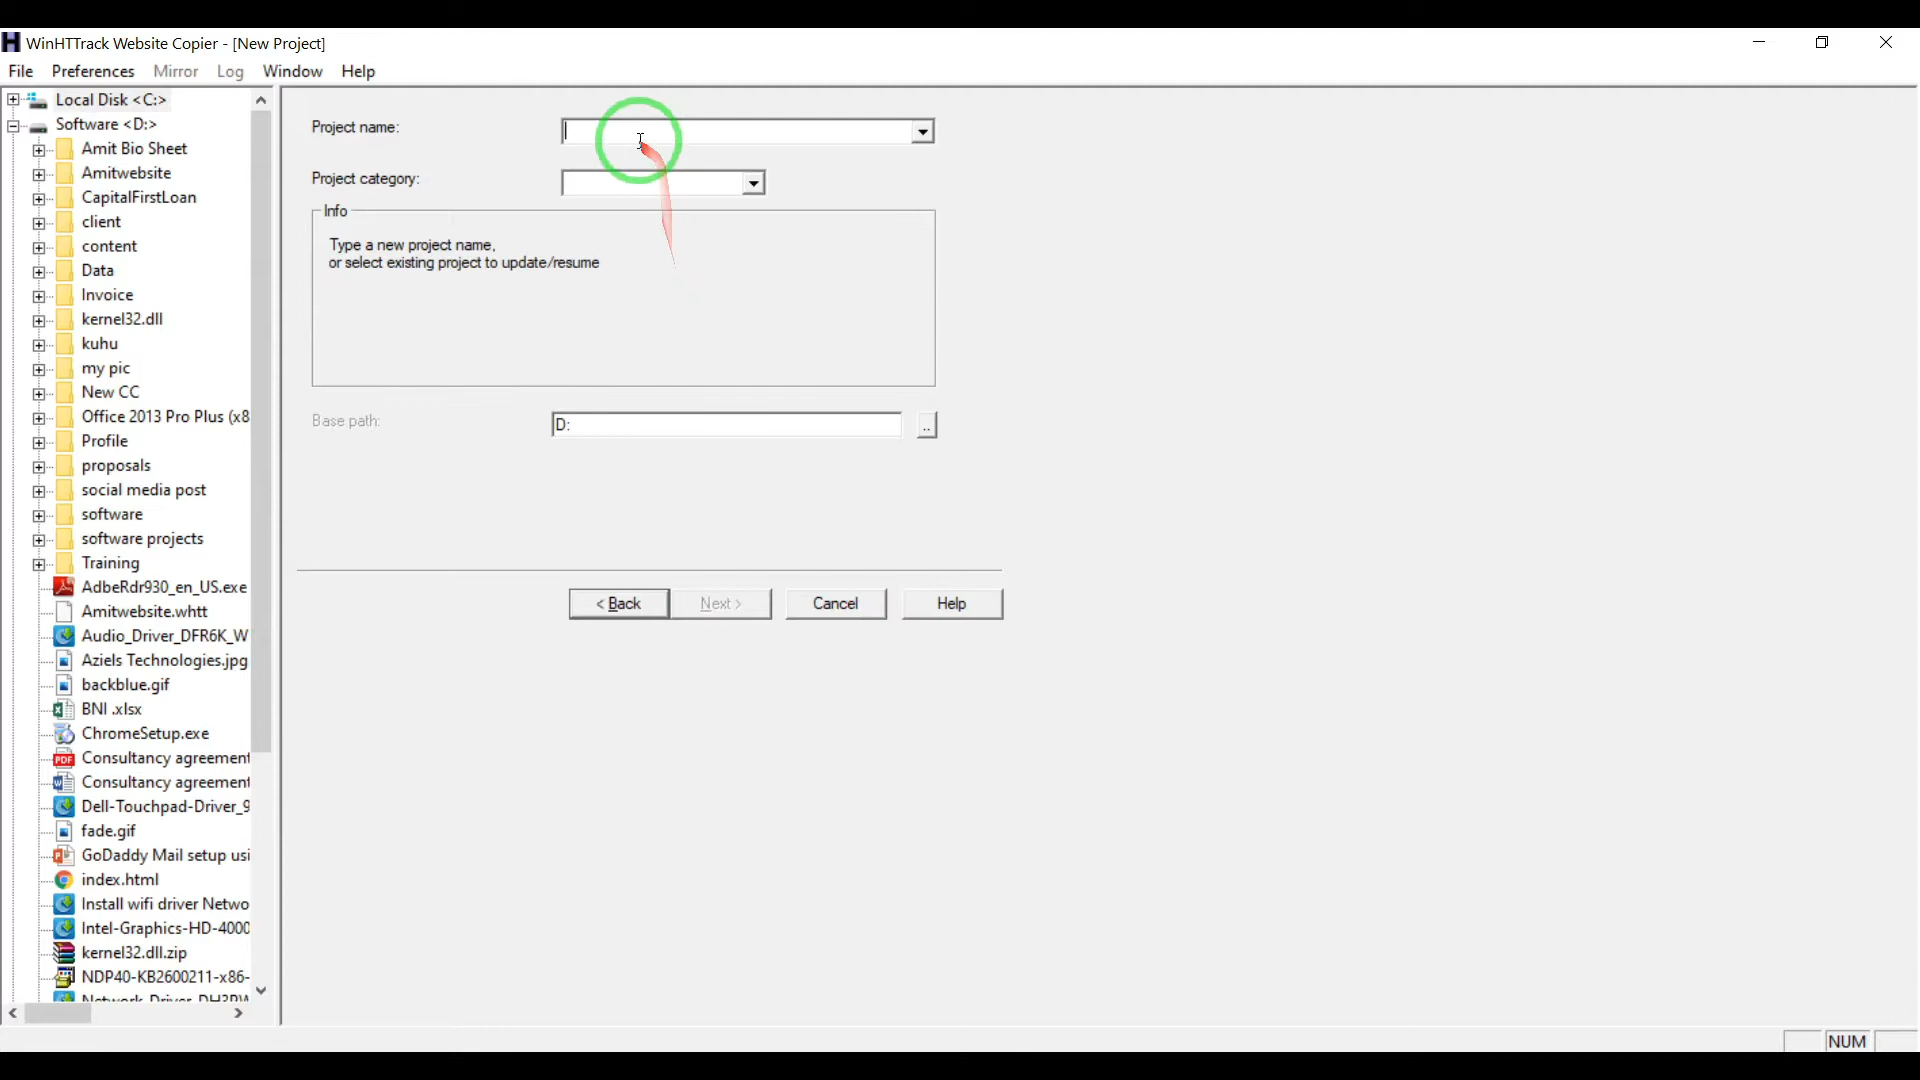 WinHTTrack Website Copier - [New Project]
File Preferences Mirror Log Window Help
Local Disk <C:>
Software <D:>
Amit Bio Sheet
Amitwebsite
CapitalFirstLoan
client
content
Data
Invoice
kernel32.dll
kuhu
my pic
New CC
Office 2013 Pro Plus (x8
Profile
proposals
social media post
software
software projects
Training
AdbeRdr930_en_US.exe
Amitwebsite.whtt
Audio_Driver_DFR6K_W
Aziels Technologies.jpg
backblue.gif
BNI .xlsx
ChromeSetup.exe
Consultancy agreement
Consultancy agreement
Dell-Touchpad-Driver_9
fade.gif
GoDaddy Mail setup usi
index.html
Install wifi driver Netwo
Intel-Graphics-HD-4000
kernel32.dll.zip
NDP40-KB2600211-x86-
Project name:
Project category:
Info
Type a new project name,
or select existing project to update/resume
Base path:
D:
..
< Back Next > Cancel Help
NUM